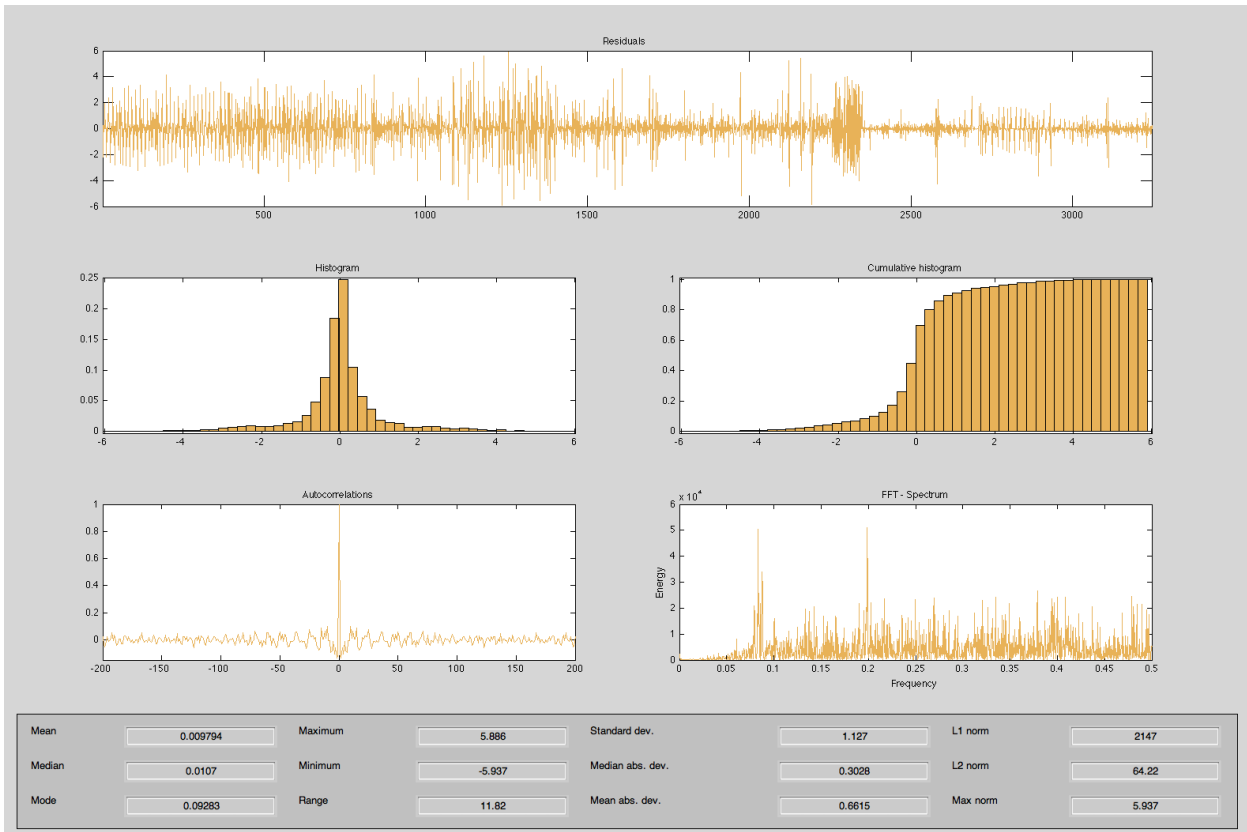 Residuals
6
4
2
0
-2
-4
-6
500 1000 1500 2000 2500 3000
Histogram
0.25
0.2
0.15
0.1
0.05
0
-6 -4 -2 0 2 4 6
Cumulative histogram
1
0.8
0.6
0.4
0.2
0
-6 -4 -2 0 2 4 6
Autocorrelations
1
0.8
0.6
0.4
0.2
0
-200 -150 -100 -50 0 50 100 150 200
FFT - Spectrum
x 10^4
6
5
4
3
2
1
0
Energy
0 0.05 0.1 0.15 0.2 0.25 0.3 0.35 0.4 0.45 0.5
Frequency
Mean 0.009794 Maximum 5.886 Standard dev. 1.127 L1 norm 2147
Median 0.0107 Minimum -5.937 Median abs. dev. 0.3028 L2 norm 64.22
Mode 0.09283 Range 11.82 Mean abs. dev. 0.6615 Max norm 5.937